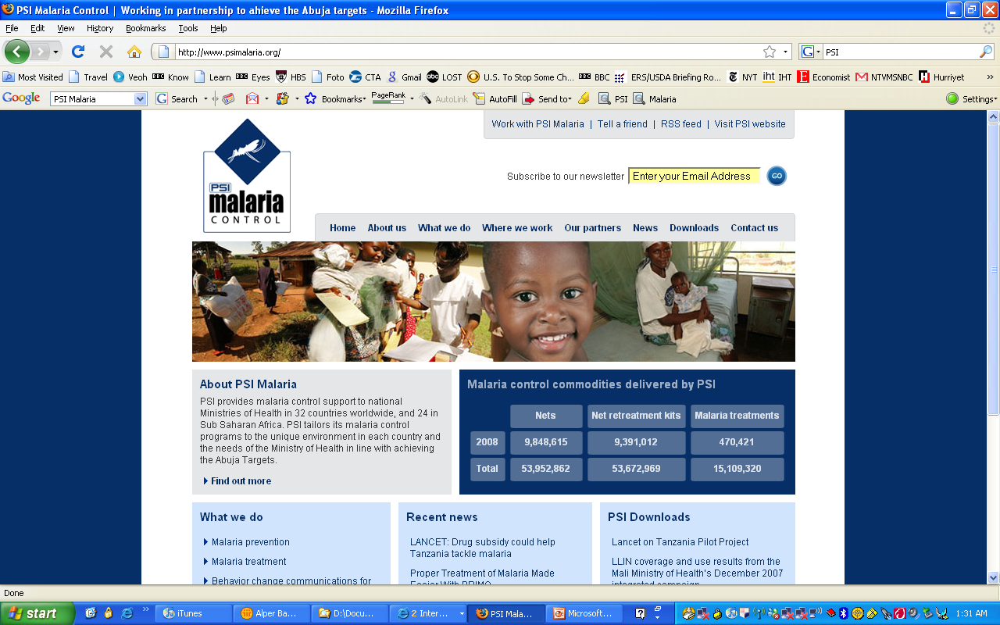 PSI Malaria Control | Working in partnership to ahieve the Abuja targets - Mozilla Firefox
File Edit View History Bookmarks Tools Help
http://www.psimalaria.org/ G PSI
Most Visited Travel Veoh BBC Know Learn BBC Eyes HBS Foto CTA Gmail abc LOST U.S. To Stop Some Ch... BBC BBC ERS/USDA Briefing Ro... NYT iht IHT E Economist NTVMSNBC H Hurriyet »
Google PSI Malaria G Search Bookmarks PageRank AutoLink AutoFill Send to PSI Malaria Settings
Work with PSI Malaria | Tell a friend | RSS feed | Visit PSI website
PSI
malaria
CONTROL
Subscribe to our newsletter Enter your Email Address GO
Home About us What we do Where we work Our partners News Downloads Contact us
About PSI Malaria
PSI provides malaria control support to national
Ministries of Health in 32 countries worldwide, and 24 in
Sub Saharan Africa. PSI tailors its malaria control
programs to the unique environment in each country and
the needs of the Ministry of Health in line with achieving
the Abuja Targets.
Find out more
Malaria control commodities delivered by PSI
Nets Net retreatment kits Malaria treatments
2008 9,848,615 9,391,012 470,421
Total 53,952,862 53,672,969 15,109,320
What we do
Malaria prevention
Malaria treatment
Behavior change communications for
Recent news
LANCET: Drug subsidy could help
Tanzania tackle malaria
Proper Treatment of Malaria Made
Easier With PRIMO
PSI Downloads
Lancet on Tanzania Pilot Project
LLIN coverage and use results from the
Mali Ministry of Health's December 2007
integrated campaign
Done
start » iTunes Alper Ba... D:\Docu... 2 Inter... PSI Mala... Microsoft... 1:31 AM